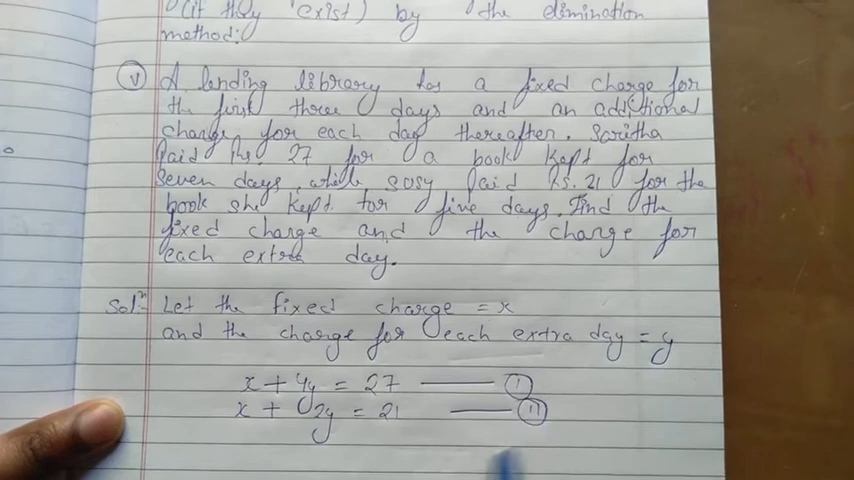 (if they exist) by the elimination
method:
(v) A lending library has a fixed charge for
the first three days and an additional
charge for each day thereafter. Saritha
paid Rs. 27 for a book kept for
seven days, while susy paid Rs. 21 for the
book she kept for five days. Find the
fixed charge and the charge for
each extra day.
Solⁿ:- Let the fixed charge = x
and the charge for each extra day = y
x + 4y = 27 —— (i)
x + 2y = 21 —— (ii)